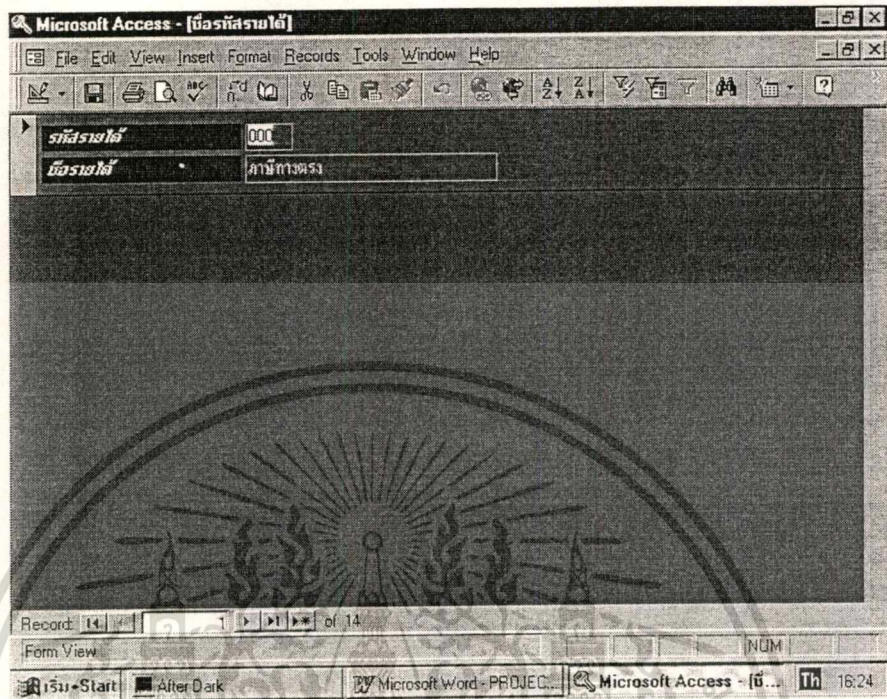 Microsoft Access - [ชื่อรหัสรายได้]
File Edit View Insert Format Records Tools Window Help
รหัสรายได้ 000
ชื่อรายได้ ภาษีทางตรง
Record: 1 of 14
Form View NUM
เริ่ม+Start After Dark Microsoft Word - PROJEC... Microsoft Access - [ชื่... Th 16:24